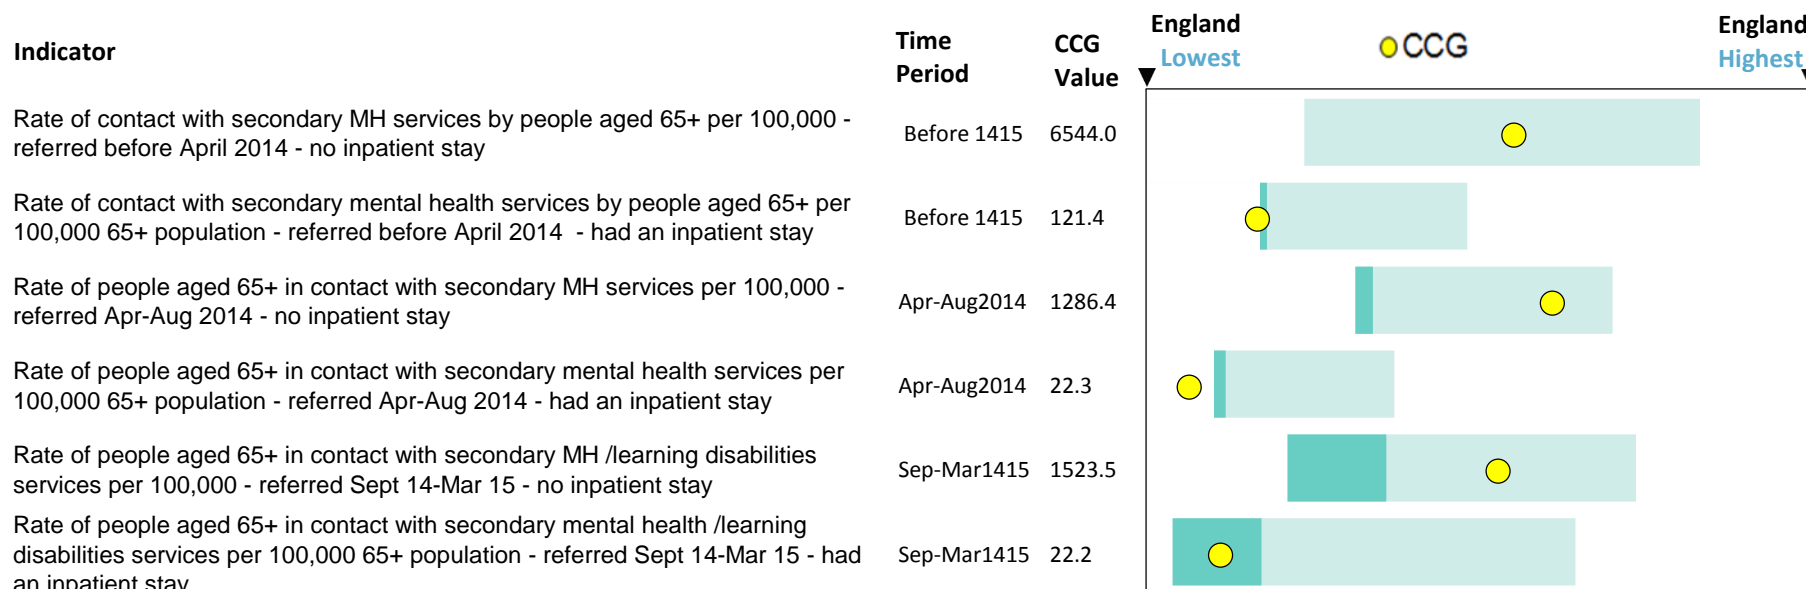 Indicator
Time Period
CCG Value
England Lowest
CCG
England Highest
Rate of contact with secondary MH services by people aged 65+ per 100,000 -
referred before April 2014 - no inpatient stay
Before 1415 6544.0
Rate of contact with secondary mental health services by people aged 65+ per
100,000 65+ population - referred before April 2014 - had an inpatient stay
Before 1415 121.4
Rate of people aged 65+ in contact with secondary MH services per 100,000 -
referred Apr-Aug 2014 - no inpatient stay
Apr-Aug2014 1286.4
Rate of people aged 65+ in contact with secondary mental health services per
100,000 65+ population - referred Apr-Aug 2014 - had an inpatient stay
Apr-Aug2014 22.3
Rate of people aged 65+ in contact with secondary MH /learning disabilities
services per 100,000 - referred Sept 14-Mar 15 - no inpatient stay
Sep-Mar1415 1523.5
Rate of people aged 65+ in contact with secondary mental health /learning
disabilities services per 100,000 65+ population - referred Sept 14-Mar 15 - had
an inpatient stay
Sep-Mar1415 22.2